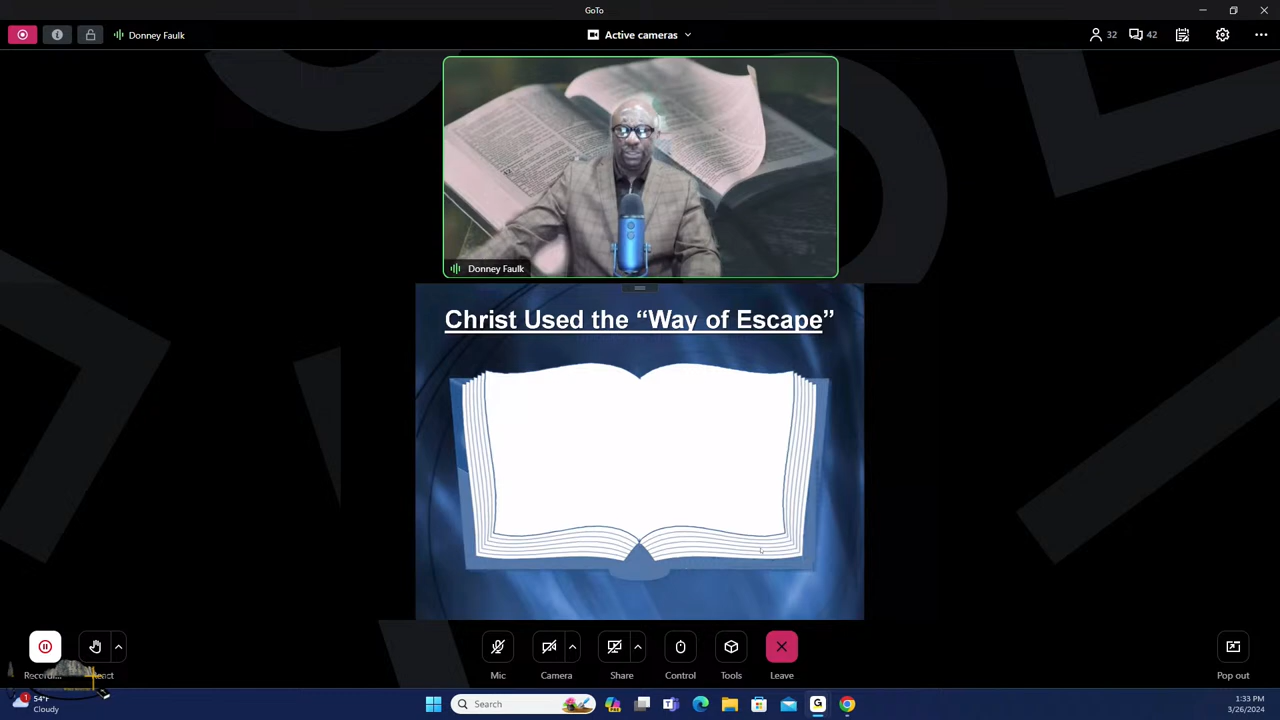 GoTo
Donney Faulk
Active cameras
32
42
Donney Faulk
Christ Used the “Way of Escape”
Mic
Camera
Share
Control
Tools
Leave
Pop out
1
54°
Cloudy
Search
1:33 PM
3/26/2024